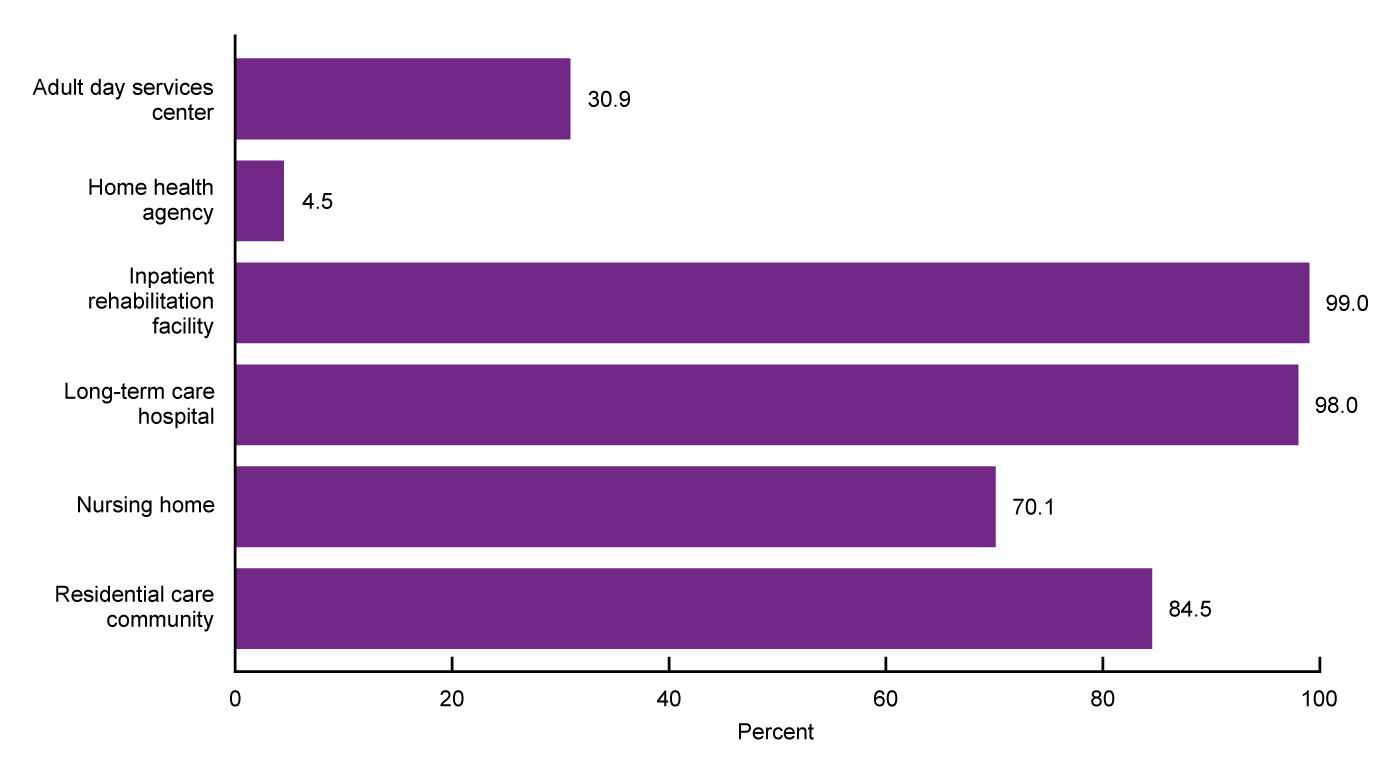 Adult day services
center
30.9
Home health
agency
4.5
Inpatient
rehabilitation
facility
99.0
Long-term care
hospital
98.0
Nursing home
70.1
Residential care
community
84.5
0 20 40 60 80 100
Percent